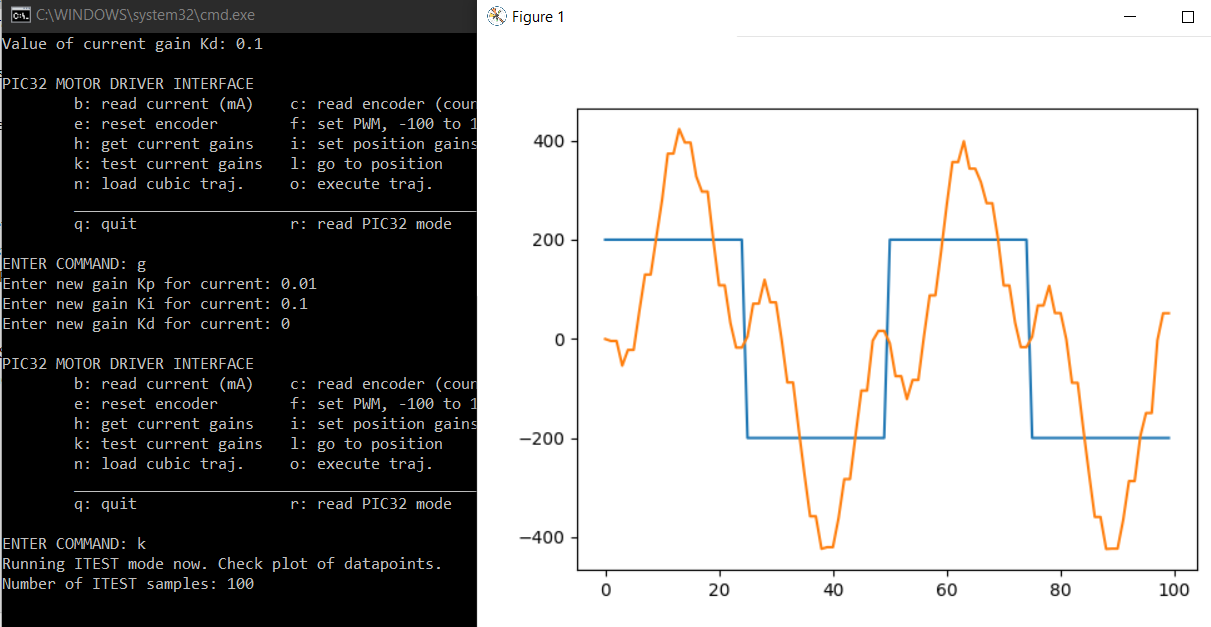 C:\WINDOWS\system32\cmd.exe
Value of current gain Kd: 0.1
PIC32 MOTOR DRIVER INTERFACE
b: read current (mA) c: read encoder (coun
e: reset encoder f: set PWM, -100 to 1
h: get current gains i: set position gains
k: test current gains l: go to position
n: load cubic traj. o: execute traj.
q: quit r: read PIC32 mode
ENTER COMMAND: g
Enter new gain Kp for current: 0.01
Enter new gain Ki for current: 0.1
Enter new gain Kd for current: 0
PIC32 MOTOR DRIVER INTERFACE
b: read current (mA) c: read encoder (coun
e: reset encoder f: set PWM, -100 to 1
h: get current gains i: set position gains
k: test current gains l: go to position
n: load cubic traj. o: execute traj.
q: quit r: read PIC32 mode
ENTER COMMAND: k
Running ITEST mode now. Check plot of datapoints.
Number of ITEST samples: 100
Figure 1
400
200
0
−200
−400
0 20 40 60 80 100